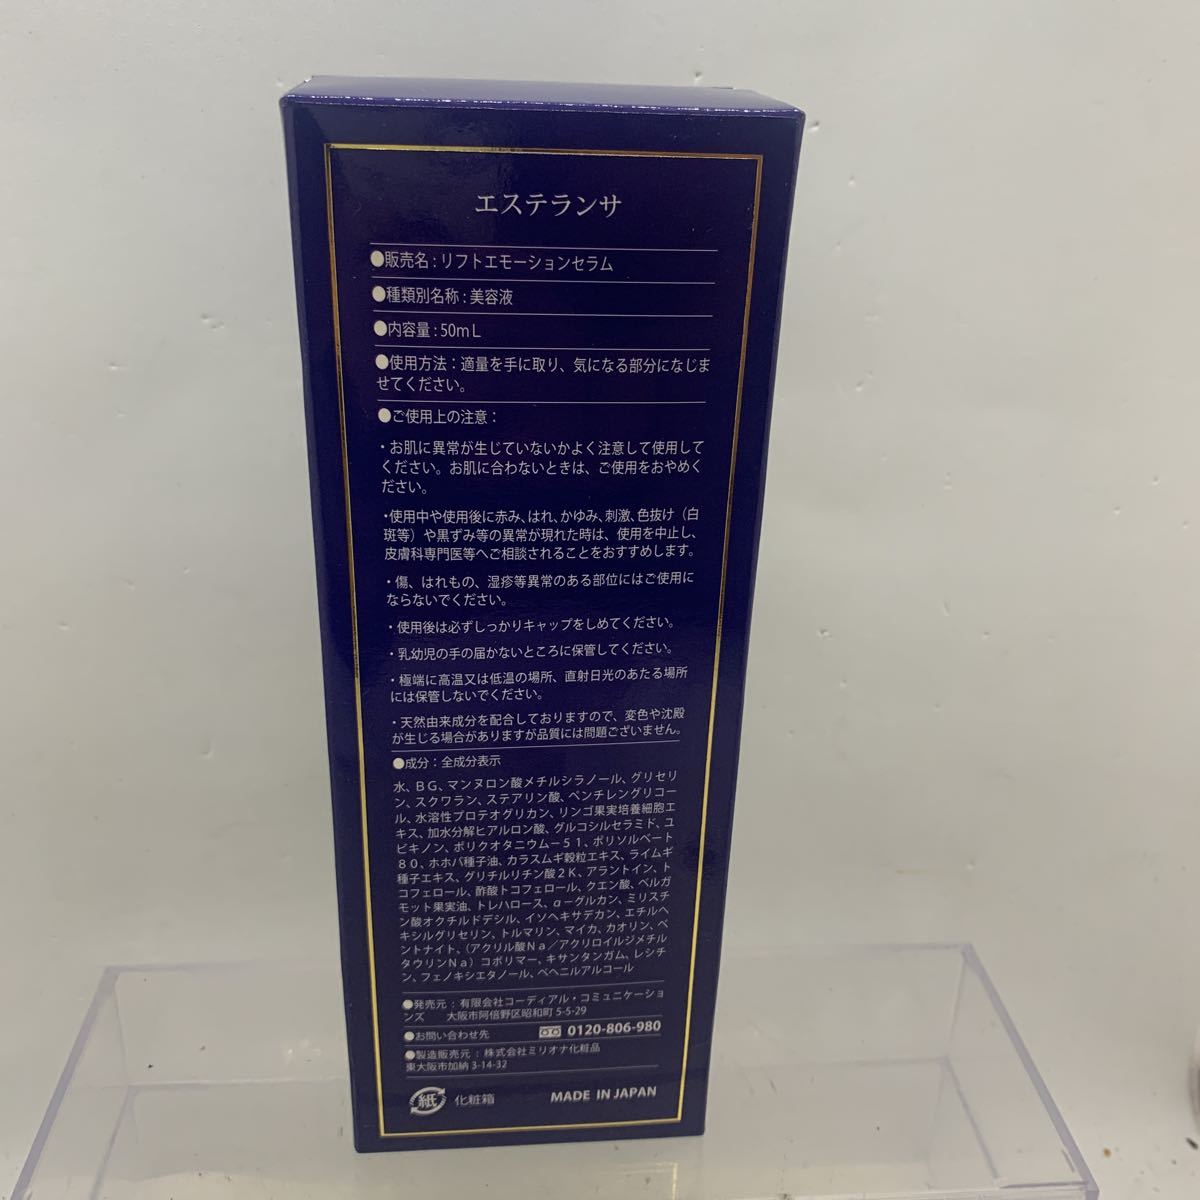 エステランサ
●販売名：リフトエモーションセラム
●種類別名称：美容液
●内容量：50mL
●使用方法：適量を手に取り、気になる部分になじま
せてください。
●ご使用上の注意：
・お肌に異常が生じていないかよく注意して使用して
ください。お肌に合わないときは、ご使用をおやめく
ださい。
・使用中や使用後に赤み、はれ、かゆみ、刺激、色抜け（白
斑等）や黒ずみ等の異常が現れた時は、使用を中止し、
皮膚科専門医等へご相談されることをおすすめします。
・傷、はれもの、湿疹等異常のある部位にはご使用に
ならないでください。
・使用後は必ずしっかりキャップをしめてください。
・乳幼児の手の届かないところに保管してください。
・極端に高温又は低温の場所、直射日光のあたる場所
には保管しないでください。
・天然由来成分を配合しておりますので、変色や沈殿
が生じる場合がありますが品質には問題ございません。
●成分：全成分表示
水、ＢＧ、マンヌロン酸メチルシラノール、グリセリ
ン、スクワラン、ステアリン酸、ペンチレングリコー
ル、水溶性プロテオグリカン、リンゴ果実培養細胞エ
キス、加水分解ヒアルロン酸、グルコシルセラミド、ユ
ビキノン、ポリクオタニウム－５１、ポリソルベート
８０、ホホバ種子油、カラスムギ穀粒エキス、ライムギ
種子エキス、グリチルリチン酸２Ｋ、アラントイン、ト
コフェロール、酢酸トコフェロール、クエン酸、ベルガ
モット果実油、トレハロース、α－グルカン、ミリスチ
ン酸オクチルドデシル、イソヘキサデカン、エチルヘ
キシルグリセリン、トルマリン、マイカ、カオリン、ベ
ントナイト、（アクリル酸Ｎａ／アクリロイルジメチル
タウリンＮａ）コポリマー、キサンタンガム、レシチ
ン、フェノキシエタノール、ベヘニルアルコール
●発売元：有限会社コーディアル・コミュニケーショ
ンズ 大阪市阿倍野区昭和町 5-5-29
●お問い合わせ先 0120-806-980
●製造販売元：株式会社ミリオナ化粧品
東大阪市加納 3-14-32
紙 化粧箱 MADE IN JAPAN